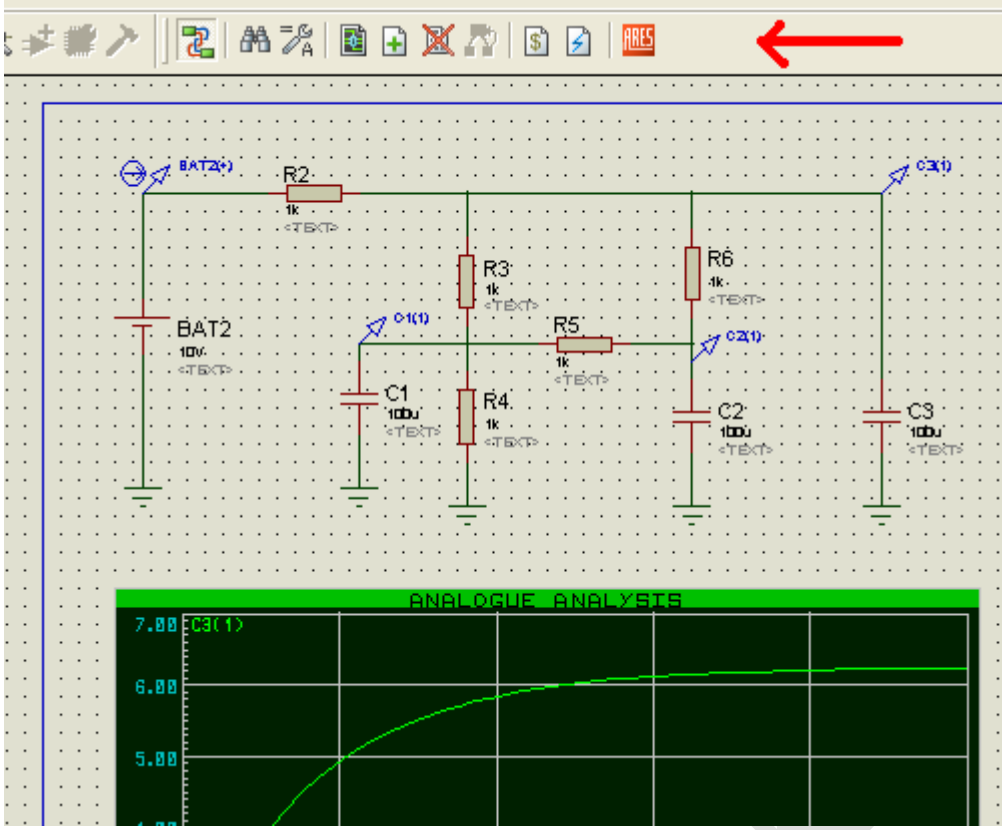 A
$
ARES
BAT2(+)
R2
1k
<TEXT>
C3(1)
R3
1k
<TEXT>
R6
1k
<TEXT>
C1(1)
R5
1k
<TEXT>
C2(1)
BAT2
10V
<TEXT>
C1
100u
<TEXT>
R4
1k
<TEXT>
C2
100u
<TEXT>
C3
100u
<TEXT>
ANALOGUE ANALYSIS
7.00
C3(1)
6.00
5.00